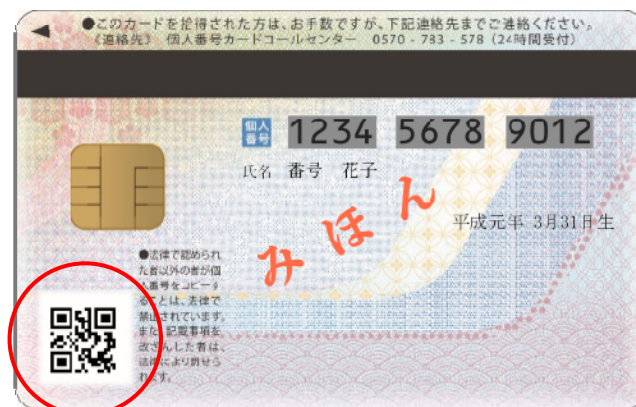 ●このカードを拾得された方は、お手数ですが、下記連絡先までご連絡ください。
《連絡先》 個人番号カードコールセンター 0570-783-578（24時間受付）
個人番号 1234 5678 9012
氏名 番号 花子
平成元年 3月31日生
みほん
●法律で認められ
た者以外の者が個
人番号をコピーす
ることは、法律で
禁止されています。
また、記載事項を
改ざんした者は、
法律により罰せら
れます。